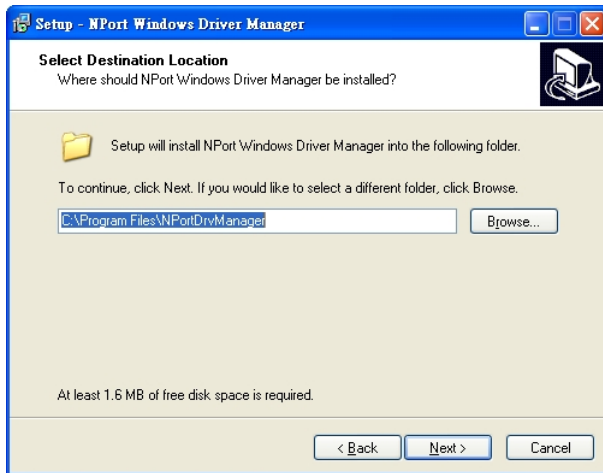 Setup - NPort Windows Driver Manager
Select Destination Location
Where should NPort Windows Driver Manager be installed?
Setup will install NPort Windows Driver Manager into the following folder.
To continue, click Next. If you would like to select a different folder, click Browse.
C:\Program Files\NPortDrvManager
Browse...
At least 1.6 MB of free disk space is required.
< Back
Next >
Cancel